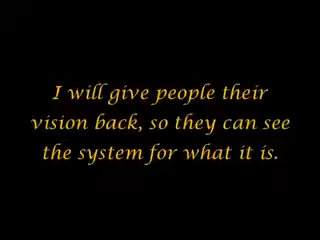 I will give people their
vision back, so they can see
the system for what it is.